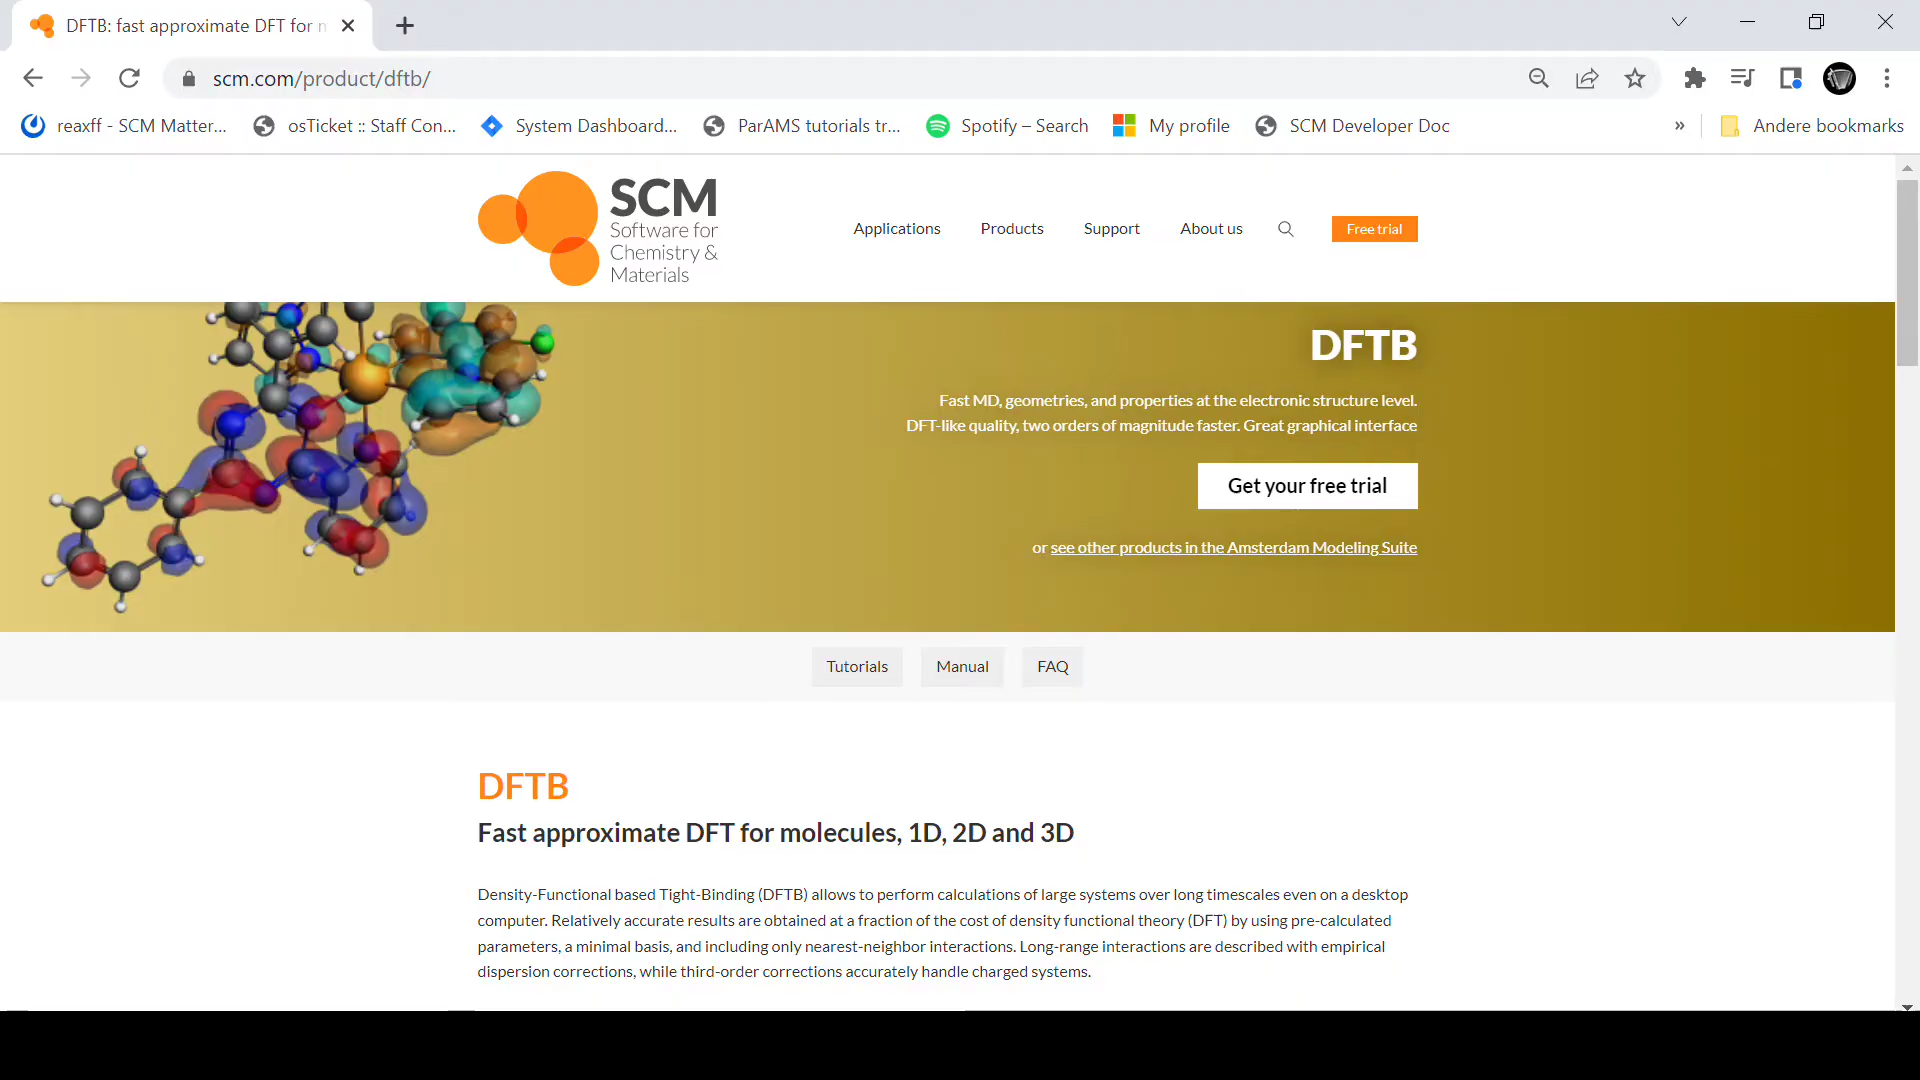 DFTB: fast approximate DFT for m
scm.com/product/dftb/
reaxff - SCM Matter... osTicket :: Staff Con... System Dashboard... ParAMS tutorials tr... Spotify – Search My profile SCM Developer Doc » Andere bookmarks
SCM
Software for
Chemistry &
Materials
Applications Products Support About us Free trial
DFTB
Fast MD, geometries, and properties at the electronic structure level.
DFT-like quality, two orders of magnitude faster. Great graphical interface
Get your free trial
or see other products in the Amsterdam Modeling Suite
Tutorials Manual FAQ
DFTB
Fast approximate DFT for molecules, 1D, 2D and 3D
Density-Functional based Tight-Binding (DFTB) allows to perform calculations of large systems over long timescales even on a desktop
computer. Relatively accurate results are obtained at a fraction of the cost of density functional theory (DFT) by using pre-calculated
parameters, a minimal basis, and including only nearest-neighbor interactions. Long-range interactions are described with empirical
dispersion corrections, while third-order corrections accurately handle charged systems.